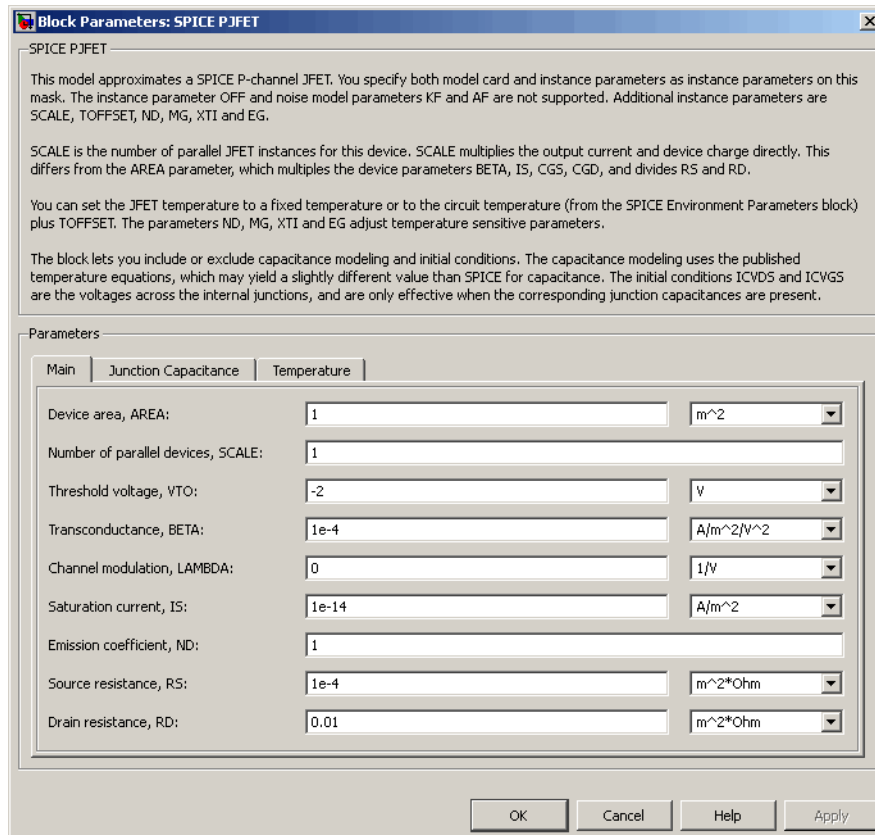 Block Parameters: SPICE PJFET
SPICE PJFET
This model approximates a SPICE P-channel JFET. You specify both model card and instance parameters as instance parameters on this
mask. The instance parameter OFF and noise model parameters KF and AF are not supported. Additional instance parameters are
SCALE, TOFFSET, ND, MG, XTI and EG.
SCALE is the number of parallel JFET instances for this device. SCALE multiplies the output current and device charge directly. This
differs from the AREA parameter, which multiplies the device parameters BETA, IS, CGS, CGD, and divides RS and RD.
You can set the JFET temperature to a fixed temperature or to the circuit temperature (from the SPICE Environment Parameters block)
plus TOFFSET. The parameters ND, MG, XTI and EG adjust temperature sensitive parameters.
The block lets you include or exclude capacitance modeling and initial conditions. The capacitance modeling uses the published
temperature equations, which may yield a slightly different value than SPICE for capacitance. The initial conditions ICVDS and ICVGS
are the voltages across the internal junctions, and are only effective when the corresponding junction capacitances are present.
Parameters
Main Junction Capacitance Temperature
Device area, AREA: 1 m^2
Number of parallel devices, SCALE: 1
Threshold voltage, VTO: -2 V
Transconductance, BETA: 1e-4 A/m^2/V^2
Channel modulation, LAMBDA: 0 1/V
Saturation current, IS: 1e-14 A/m^2
Emission coefficient, ND: 1
Source resistance, RS: 1e-4 m^2*Ohm
Drain resistance, RD: 0.01 m^2*Ohm
OK Cancel Help Apply